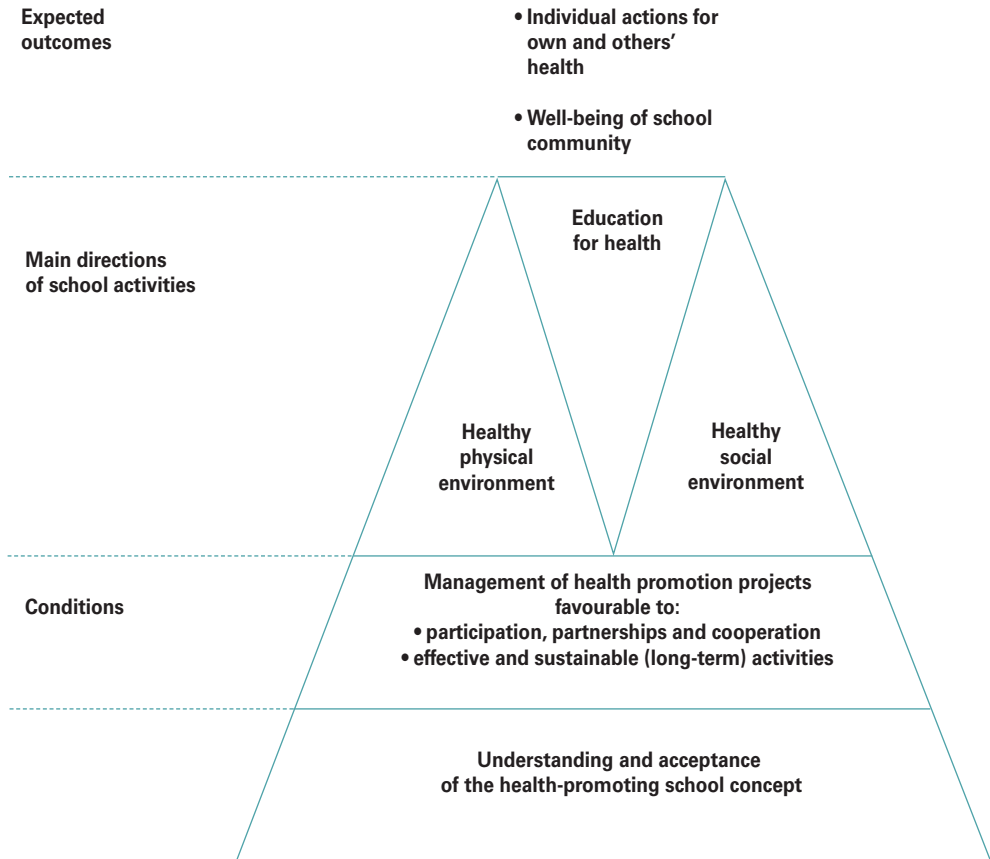 Expected
outcomes
• Individual actions for
own and others’
health
• Well-being of school
community
Main directions
of school activities
Education
for health
Healthy
physical
environment
Healthy
social
environment
Conditions
Management of health promotion projects
favourable to:
• participation, partnerships and cooperation
• effective and sustainable (long-term) activities
Understanding and acceptance
of the health-promoting school concept